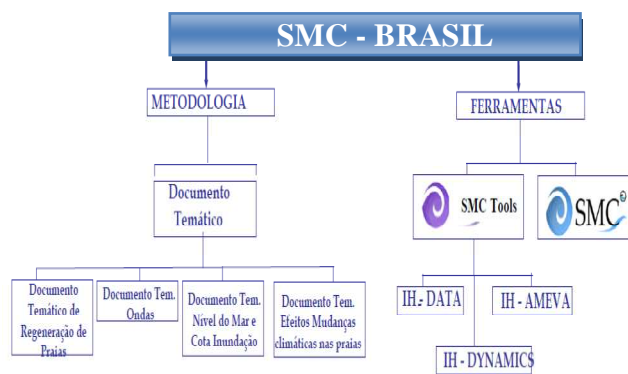 SMC - BRASIL
METODOLOGIA
FERRAMENTAS
Documento
Temático
SMC Tools
SMC
Documento
Temático de
Regeneração de
Praias
Documento Tem.
Ondas
Documento Tem.
Nível do Mar e
Cota Inundação
Documento Tem.
Efeitos Mudanças
climáticas nas praias
IH.- DATA
IH - AMEVA
IH - DYNAMICS